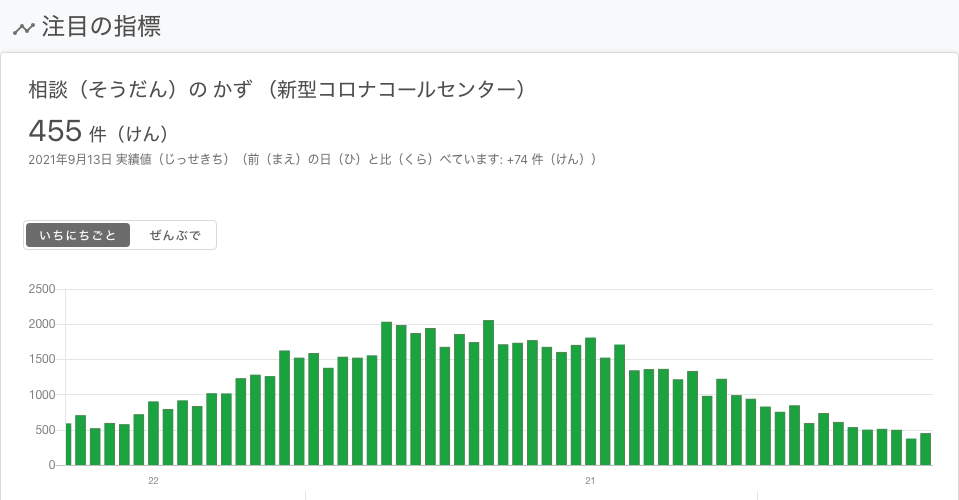 注目の指標
相談（そうだん）の かず （新型コロナコールセンター）
455 件（けん）
2021年9月13日 実績値（じっせきち）（前（まえ）の日（ひ）と比（くら）べています: +74 件（けん））
いちにちごと ぜんぶで
2500
2000
1500
1000
500
0
22 21